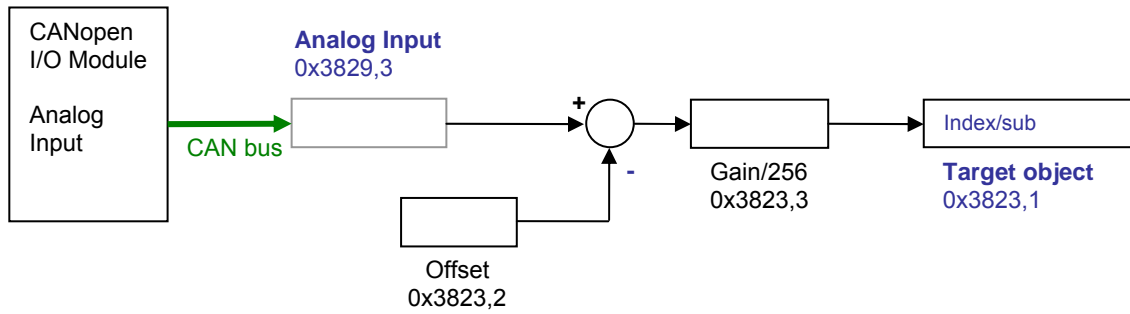 CANopen
I/O Module
Analog
Input
CAN bus
Analog Input
0x3829,3
+
-
Offset
0x3823,2
Gain/256
0x3823,3
Index/sub
Target object
0x3823,1